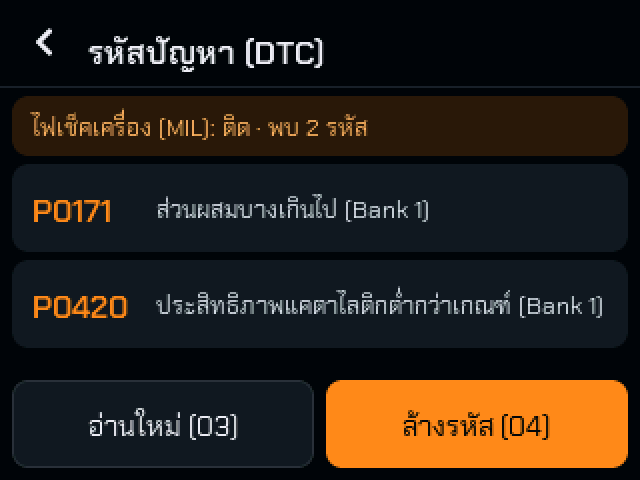 รหัสปัญหา (DTC)
ไฟเช็คเครื่อง (MIL): ติด · พบ 2 รหัส
P0171 ส่วนผสมบางเกินไป (Bank 1)
P0420 ประสิทธิภาพแคตาไลติกต่ำกว่าเกณฑ์ (Bank 1)
อ่านใหม่ (03) ล้างรหัส (04)